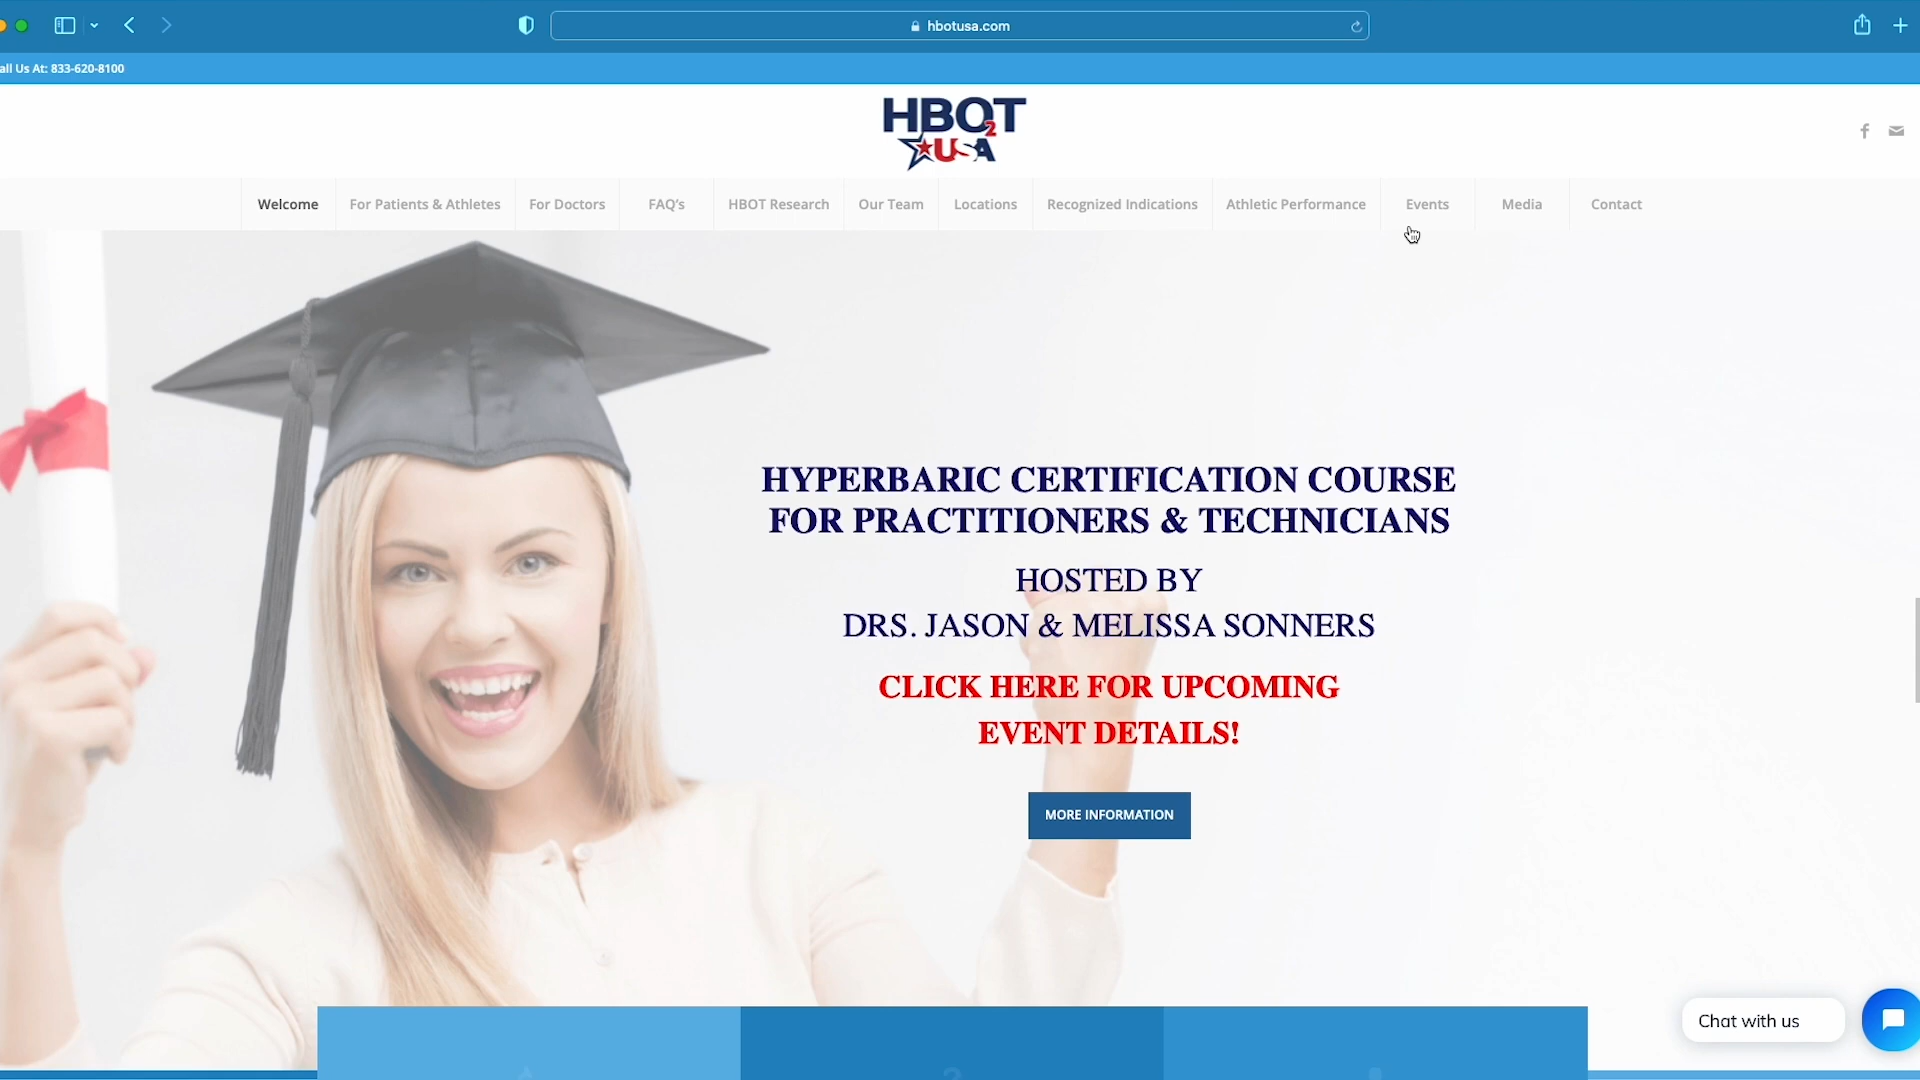 hbotusa.com
all Us At: 833-620-8100
HBOT
2
USA
Welcome
For Patients & Athletes
For Doctors
FAQ's
HBOT Research
Our Team
Locations
Recognized Indications
Athletic Performance
Events
Media
Contact
HYPERBARIC CERTIFICATION COURSE
FOR PRACTITIONERS & TECHNICIANS
HOSTED BY
DRS. JASON & MELISSA SONNERS
CLICK HERE FOR UPCOMING
EVENT DETAILS!
MORE INFORMATION
Chat with us